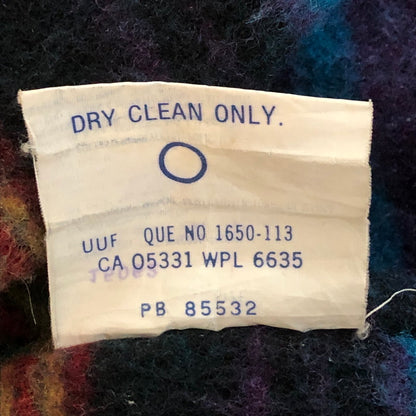 DRY CLEAN ONLY.
UUF QUE NO 1650-113
CA 05331 WPL 6635
PB 85532